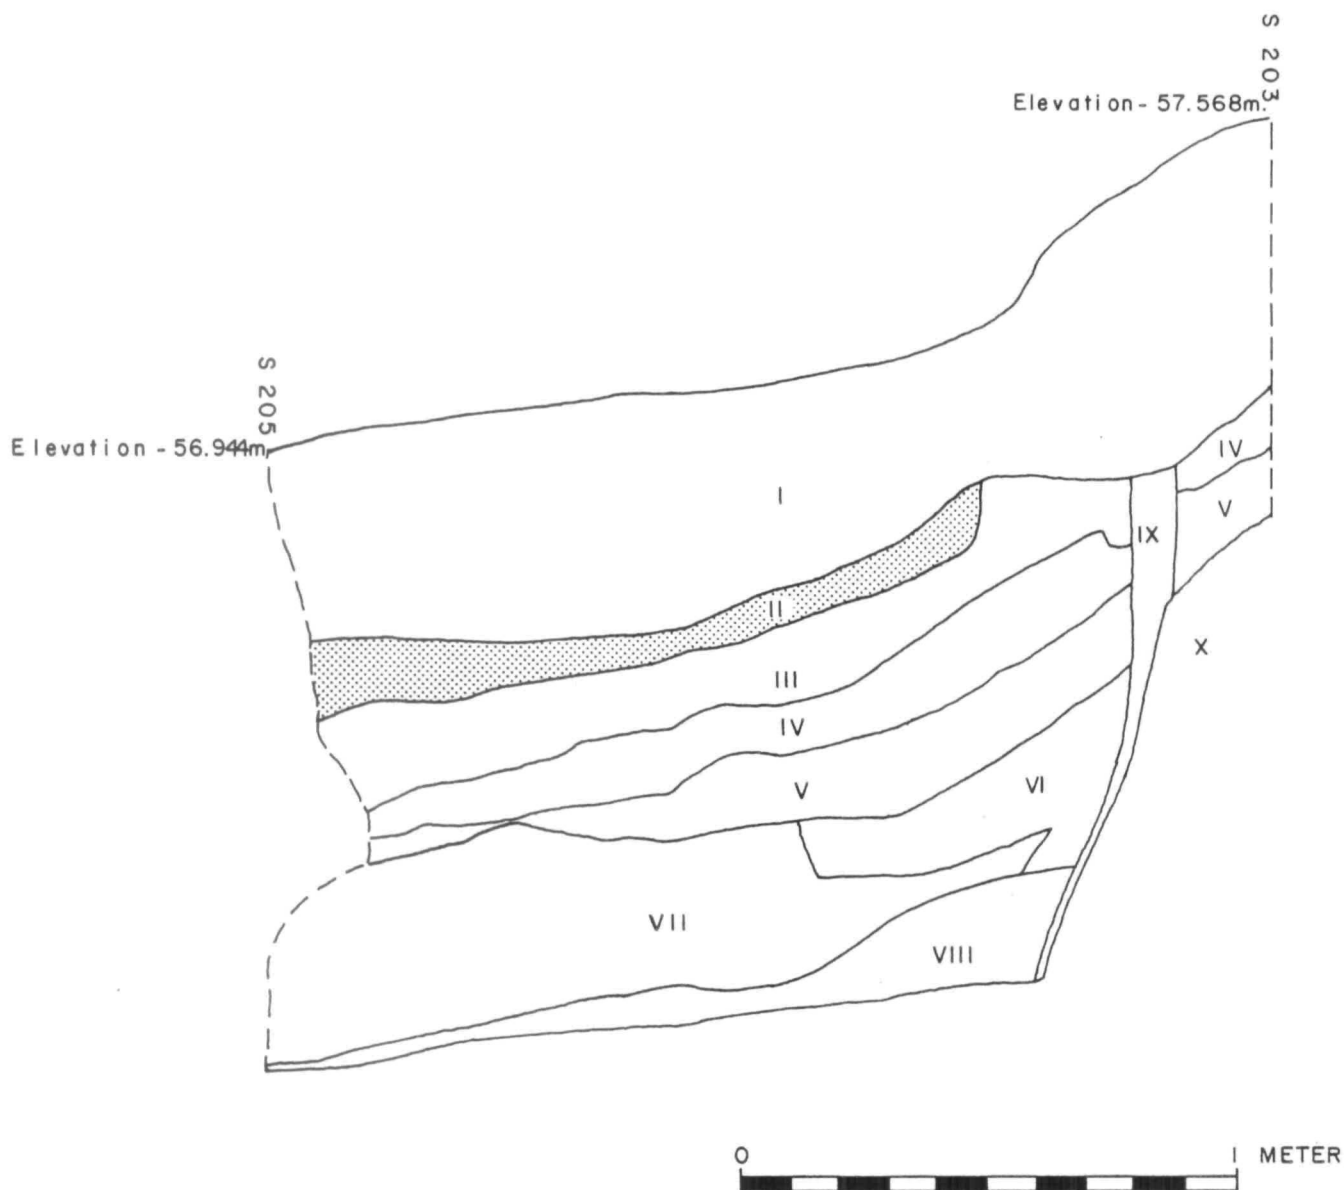 S 203
Elevation - 57.568m.
S 205
Elevation - 56.944m
IV
I
V
IX
II
X
III
IV
V
VI
VII
VIII
0 1 METER